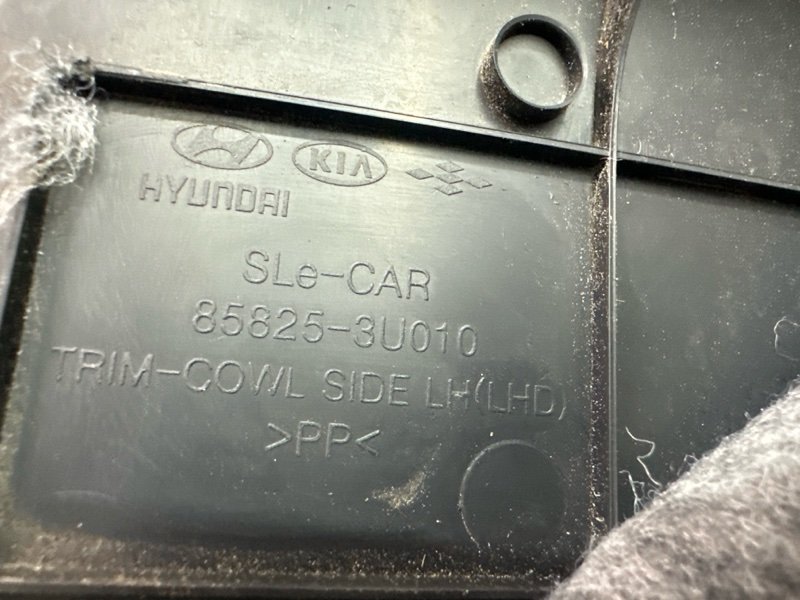 HYUNDAI
KIA
SLe-CAR
85825-3U010
TRIM-COWL SIDE LH(LHD)
>PP<